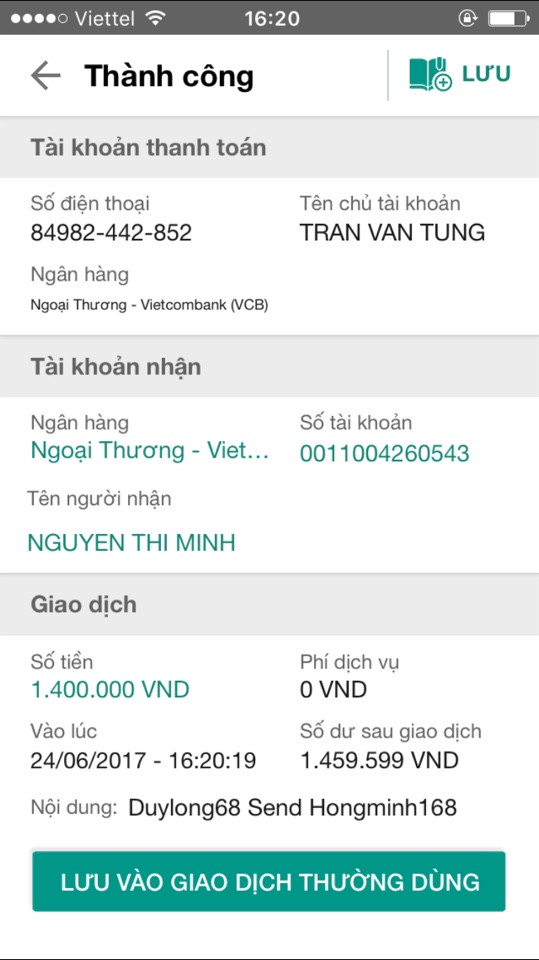 Viettel 16:20
Thành công LƯU
Tài khoản thanh toán
Số điện thoại Tên chủ tài khoản
84982-442-852 TRAN VAN TUNG
Ngân hàng
Ngoại Thương - Vietcombank (VCB)
Tài khoản nhận
Ngân hàng Số tài khoản
Ngoại Thương - Viet... 0011004260543
Tên người nhận
NGUYEN THI MINH
Giao dịch
Số tiền Phí dịch vụ
1.400.000 VND 0 VND
Vào lúc Số dư sau giao dịch
24/06/2017 - 16:20:19 1.459.599 VND
Nội dung: Duylong68 Send Hongminh168
LƯU VÀO GIAO DỊCH THƯỜNG DÙNG